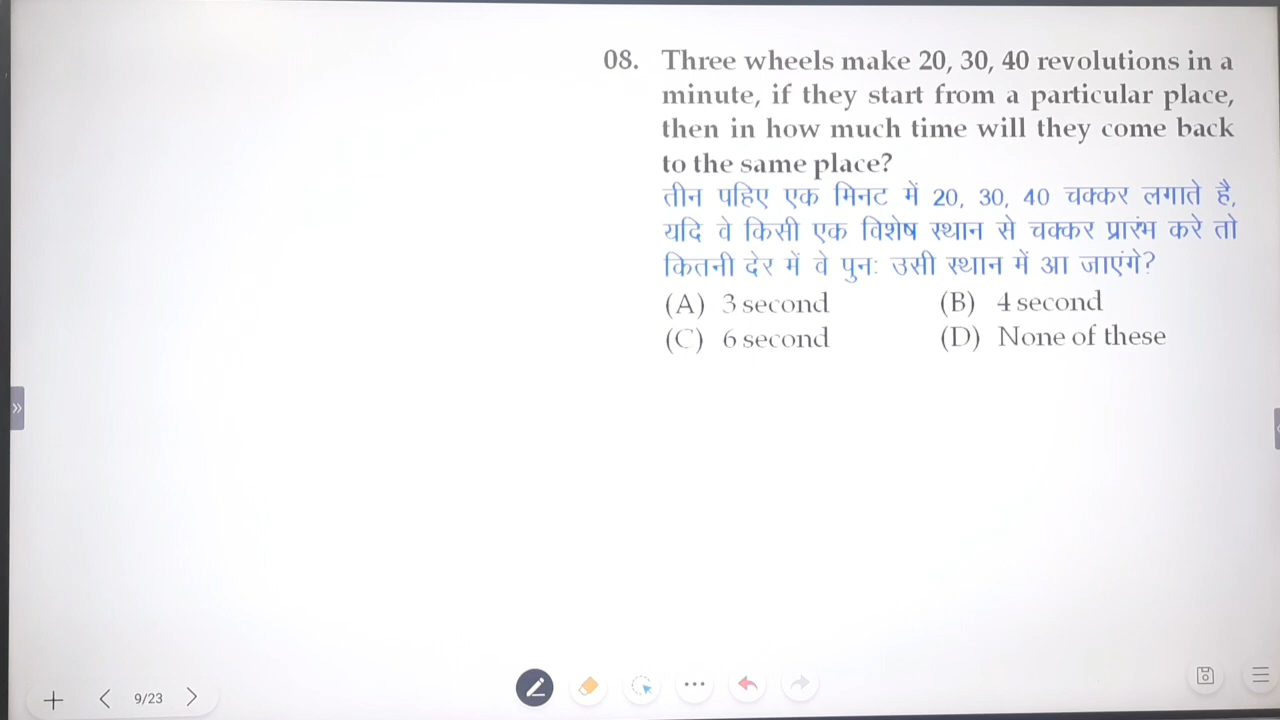 08. Three wheels make 20, 30, 40 revolutions in a
minute, if they start from a particular place,
then in how much time will they come back
to the same place?
तीन पहिए एक मिनट में 20, 30, 40 चक्कर लगाते है,
यदि वे किसी एक विशेष स्थान से चक्कर प्रारंभ करे तो
कितनी देर में वे पुनः उसी स्थान में आ जाएंगे?
(A) 3 second (B) 4 second
(C) 6 second (D) None of these
9/23